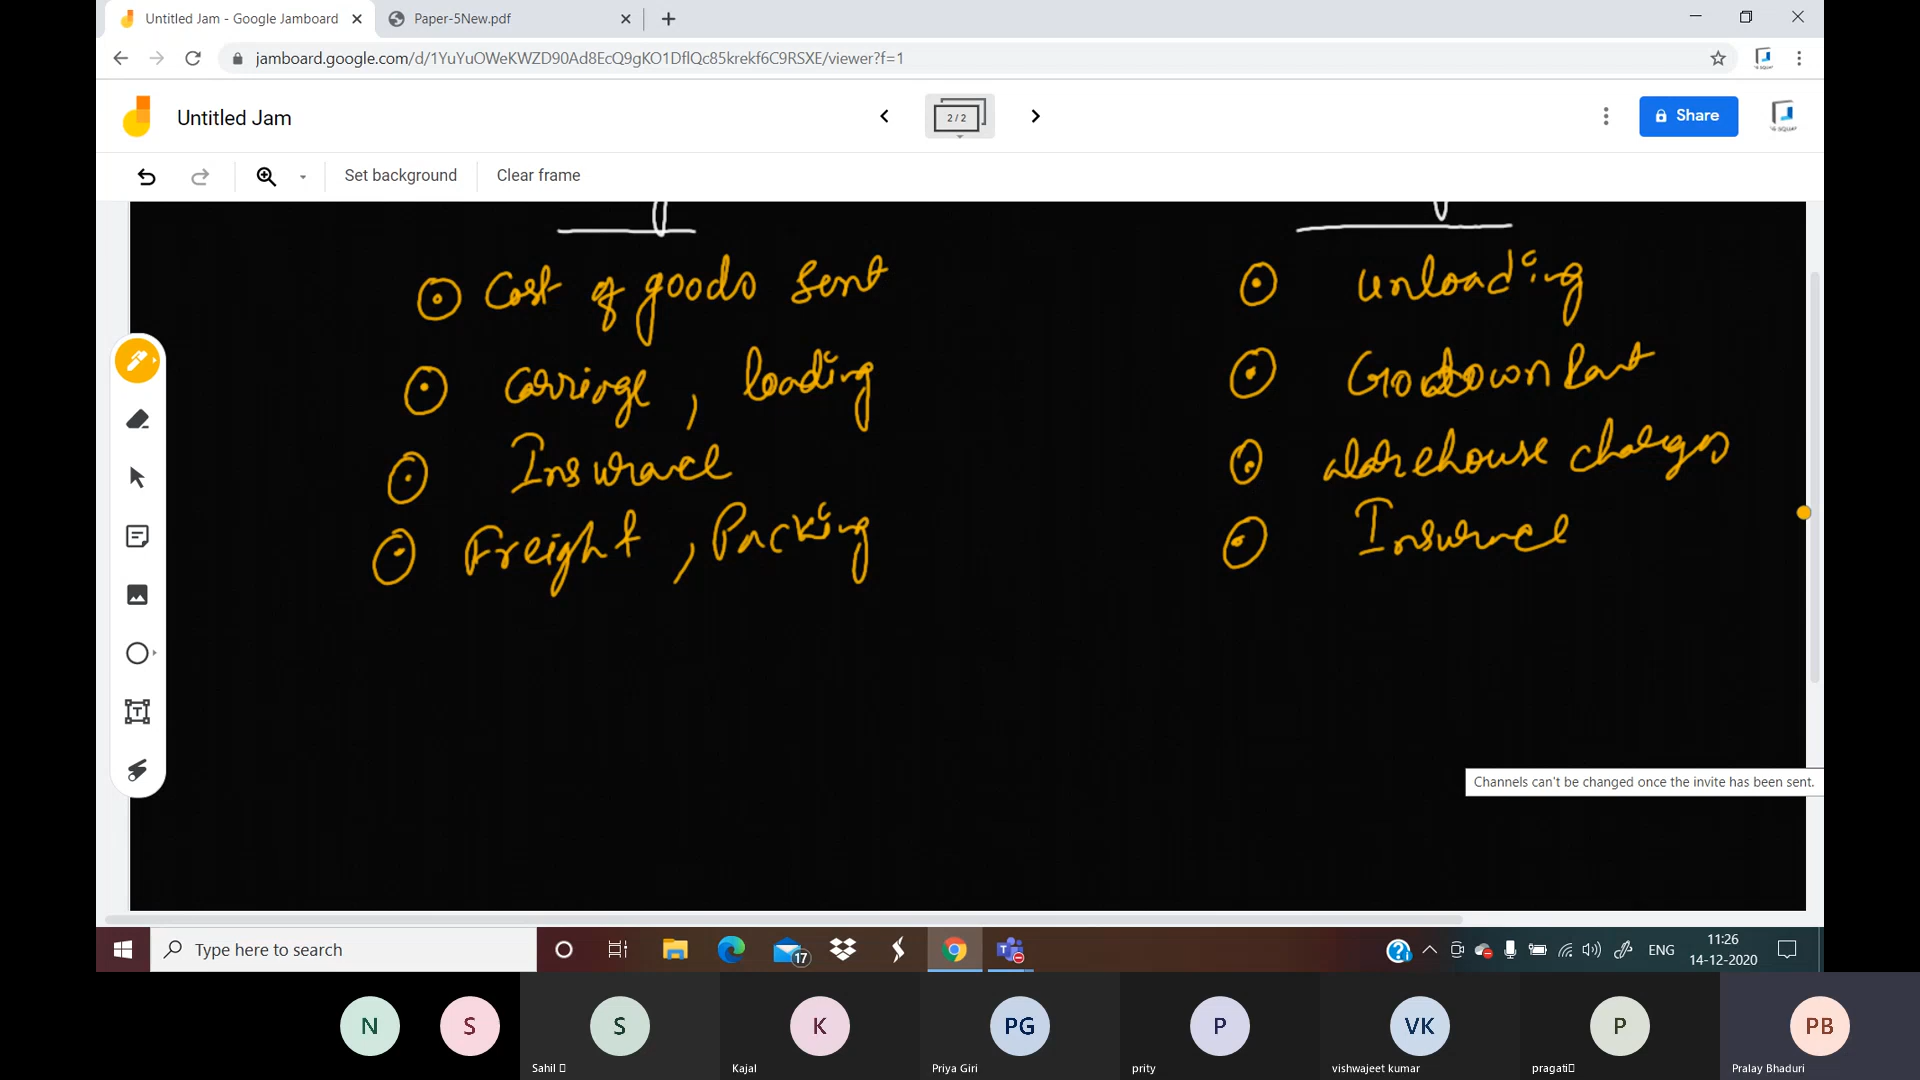 Untitled Jam - Google Jamboard
Paper-5New.pdf
jamboard.google.com/d/1YuYuOWeKWZD90Ad8EcQ9gKO1DflQc85krekf6C9RSXE/viewer?f=1
Untitled Jam
2 / 2
Share
Set background
Clear frame
Cost of goods sent
Carriage, loading
Insurance
Freight, Packing
Unloading
Godown Rent
Warehouse charges
Insurance
Channels can't be changed once the invite has been sent.
Type here to search
17
ENG
11:26
14-12-2020
N
S
S
K
PG
P
VK
P
PB
Sahil
Kajal
Priya Giri
prity
vishwajeet kumar
pragati
Pralay Bhaduri